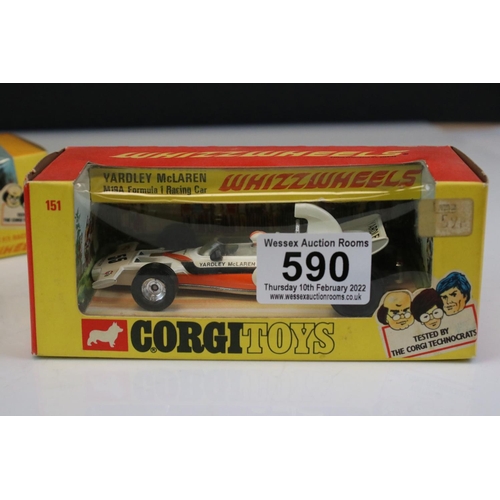 YARDLEY McLAREN
M19A Formula 1 Racing Car
WHIZZWHEELS
151
YARDLEY McLAREN
Wessex Auction Rooms
590
Thursday 10th February 2022
www.wessexauctionrooms.co.uk
CORGI TOYS
TESTED BY
THE CORGI TECHNOCRATS